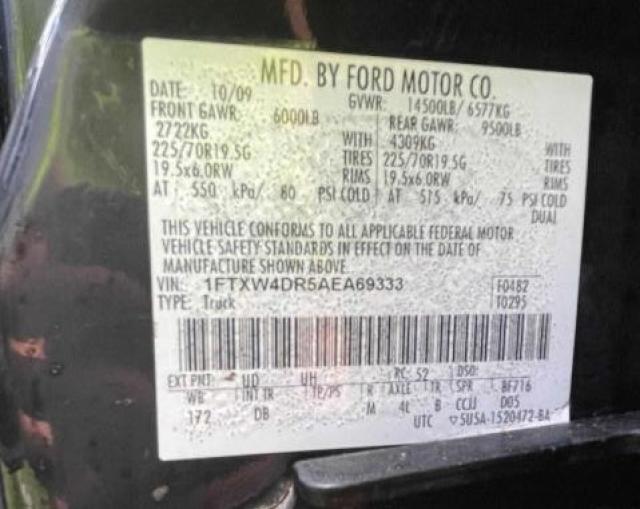 MFD. BY FORD MOTOR CO.
DATE: 10/09 GVWR: 14500LB/ 6577KG
FRONT GAWR: 6000LB REAR GAWR: 9500LB
2722KG WITH 4309KG WITH
225/70R19.5G TIRES 225/70R19.5G TIRES
19.5x6.0RW RIMS 19.5x6.0RW RIMS
AT 550 kPa/ 80 PSI COLD AT 515 kPa/ 75 PSI COLD
DUAL
THIS VEHICLE CONFORMS TO ALL APPLICABLE FEDERAL MOTOR
VEHICLE SAFETY STANDARDS IN EFFECT ON THE DATE OF
MANUFACTURE SHOWN ABOVE.
VIN: 1FTXW4DR5AEA69333 F0482
TYPE: Truck T0295
EXT PNT: UD UH PC: 52 DSO:
WB INT TR TP/PS R AXLE TR SPR BF716
172 DB M 4L B CCJJ D05
UTC ▽5U5A-1520472-BA